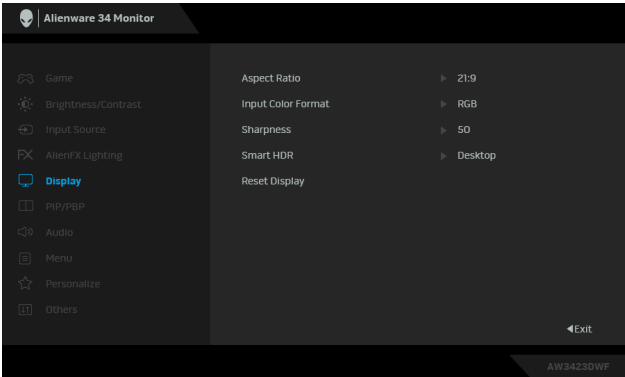 Alienware 34 Monitor
Game
Brightness/Contrast
Input Source
FX AlienFX Lighting
Display
PIP/PBP
Audio
Menu
Personalize
Others
Aspect Ratio 21:9
Input Color Format RGB
Sharpness 50
Smart HDR Desktop
Reset Display
Exit
AW3423DWF